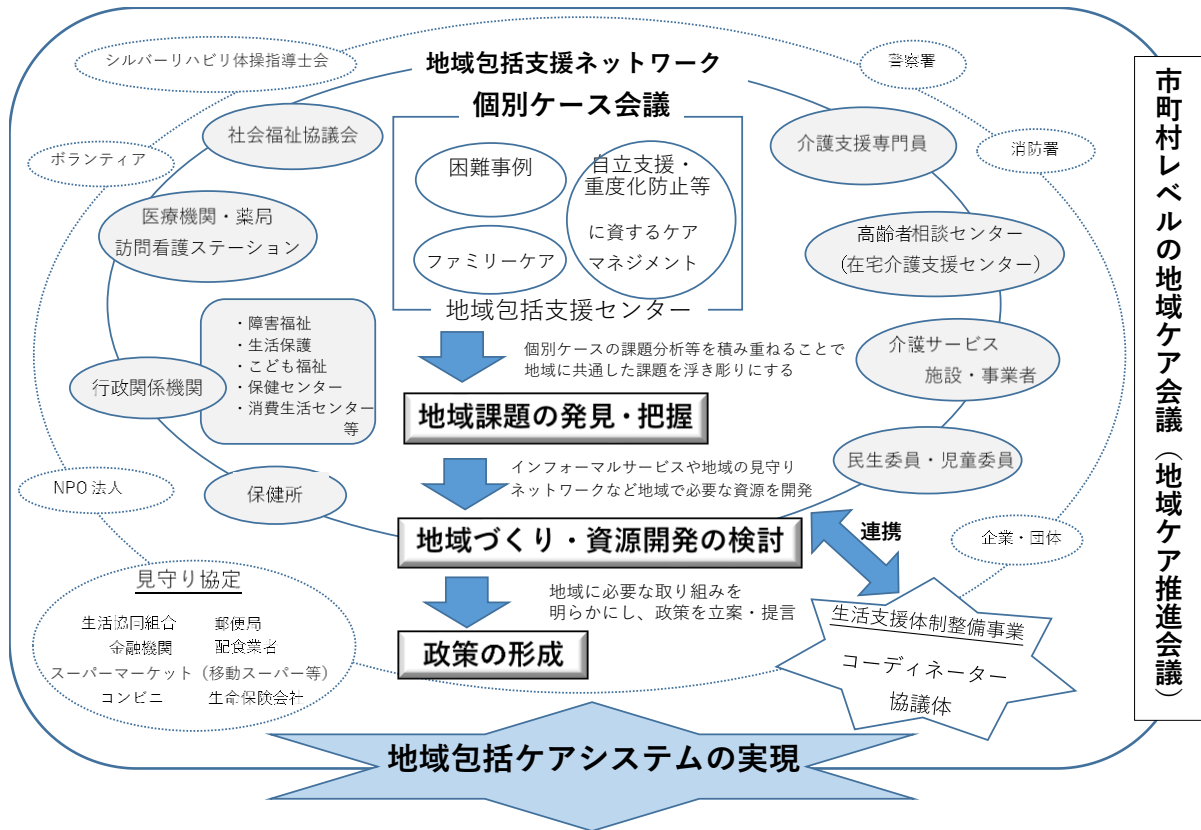 シルバーリハビリ体操指導士会
地域包括支援ネットワーク
警察署
個別ケース会議
社会福祉協議会
介護支援専門員
ボランティア
消防署
困難事例
自立支援・
重度化防止等
に資するケア
マネジメント
ファミリーケア
医療機関・薬局
訪問看護ステーション
高齢者相談センター
(在宅介護支援センター)
地域包括支援センター
・障害福祉
・生活保護
・こども福祉
・保健センター
・消費生活センター
等
行政関係機関
個別ケースの課題分析等を積み重ねることで
地域に共通した課題を浮き彫りにする
介護サービス
施設・事業者
地域課題の発見・把握
民生委員・児童委員
NPO 法人
保健所
インフォーマルサービスや地域の見守り
ネットワークなど地域で必要な資源を開発
地域づくり・資源開発の検討
連携
企業・団体
見守り協定
生活協同組合 郵便局
金融機関 配食業者
スーパーマーケット(移動スーパー等)
コンビニ 生命保険会社
地域に必要な取り組みを
明らかにし、政策を立案・提言
政策の形成
生活支援体制整備事業
コーディネーター
協議体
地域包括ケアシステムの実現
市町村レベルの地域ケア会議(地域ケア推進会議)